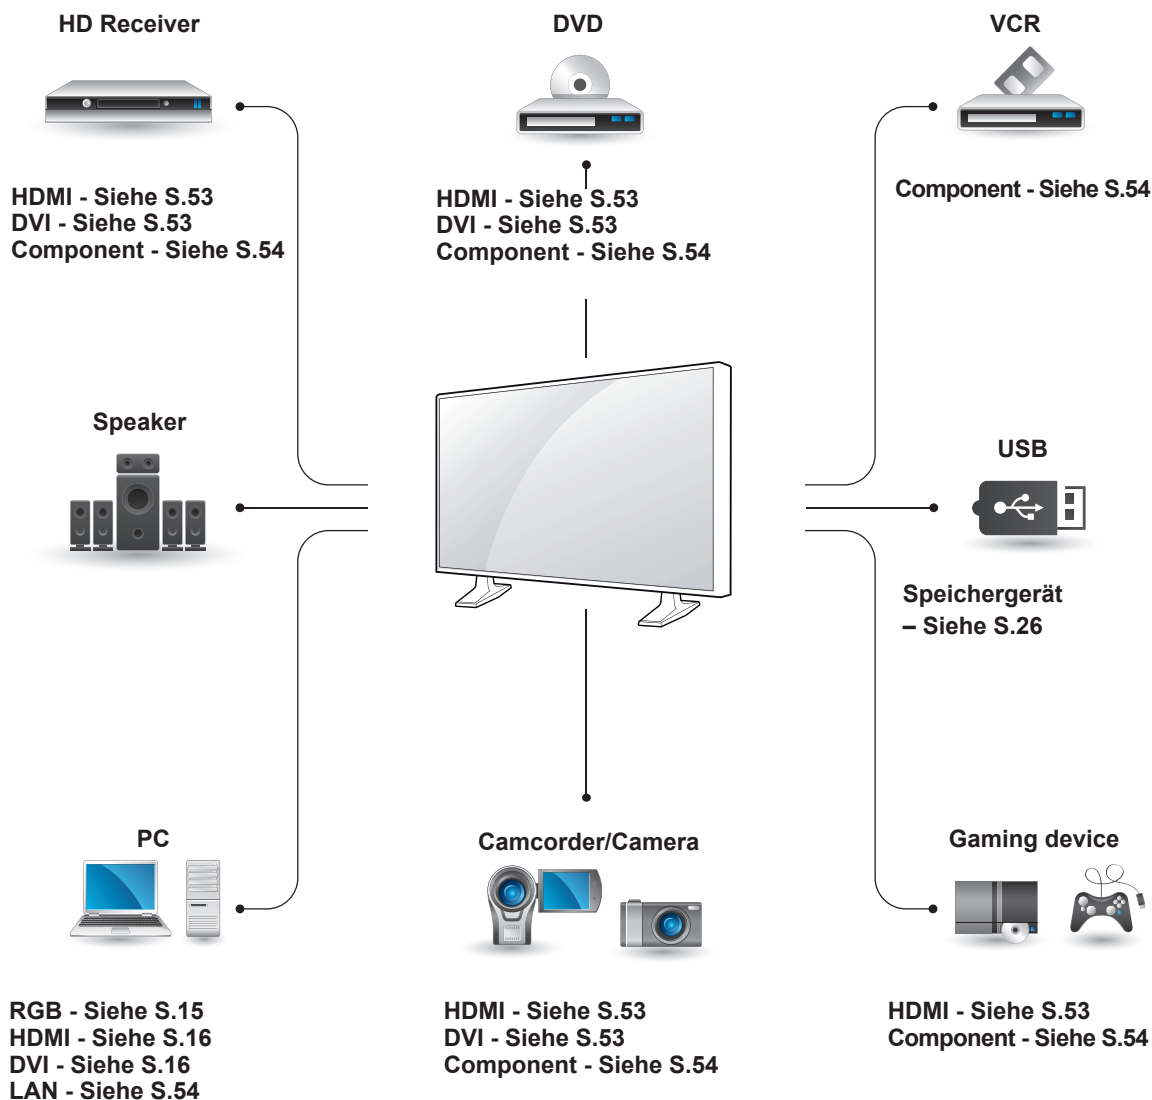 HD Receiver
HDMI - Siehe S.53
DVI - Siehe S.53
Component - Siehe S.54
DVD
HDMI - Siehe S.53
DVI - Siehe S.53
Component - Siehe S.54
VCR
Component - Siehe S.54
Speaker
USB
Speichergerät
– Siehe S.26
PC
RGB - Siehe S.15
HDMI - Siehe S.16
DVI - Siehe S.16
LAN - Siehe S.54
Camcorder/Camera
HDMI - Siehe S.53
DVI - Siehe S.53
Component - Siehe S.54
Gaming device
HDMI - Siehe S.53
Component - Siehe S.54